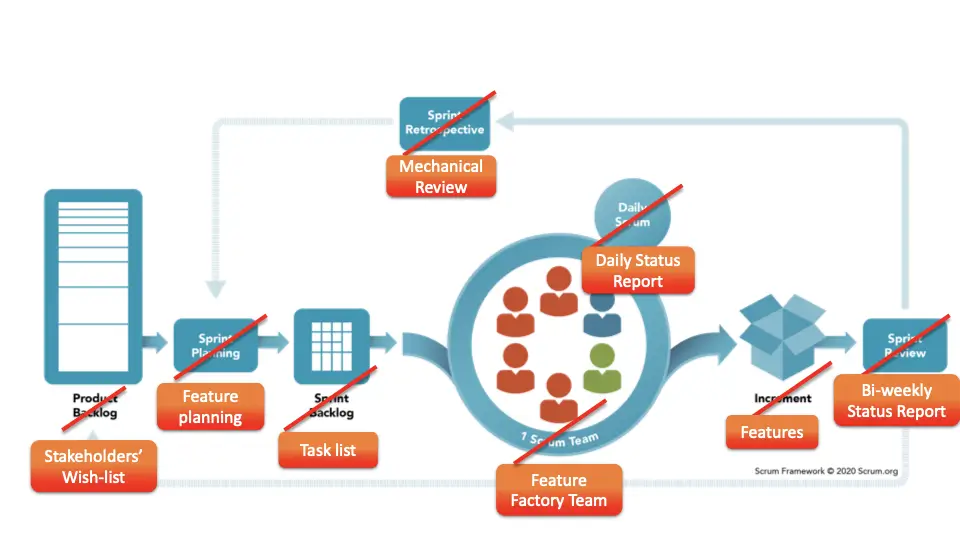 Sprint
Retrospective
Mechanical
Review
Daily
Scrum
Daily Status
Report
Sprint
Planning
Product
Backlog
Feature
planning
Sprint
Backlog
Stakeholders’
Wish-list
Task list
1 Scrum Team
Feature
Factory Team
Increment
Features
Sprint
Review
Bi-weekly
Status Report
Scrum Framework © 2020 Scrum.org